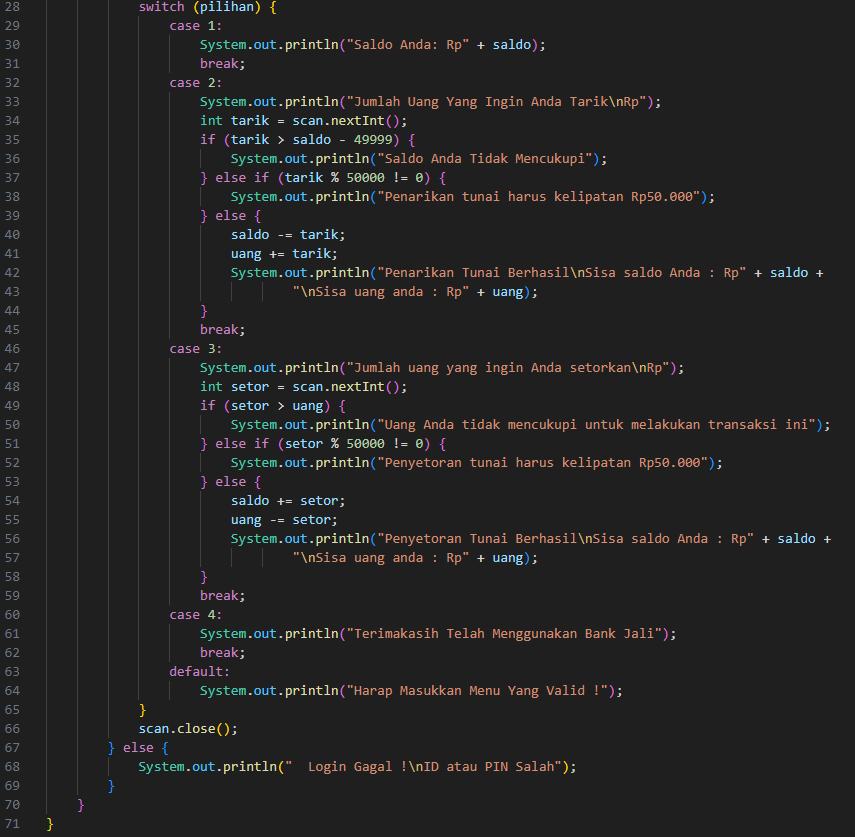 28 switch (pilihan) {
29 case 1:
30 System.out.println("Saldo Anda: Rp" + saldo);
31 break;
32 case 2:
33 System.out.println("Jumlah Uang Yang Ingin Anda Tarik\nRp");
34 int tarik = scan.nextInt();
35 if (tarik > saldo - 49999) {
36 System.out.println("Saldo Anda Tidak Mencukupi");
37 } else if (tarik % 50000 != 0) {
38 System.out.println("Penarikan tunai harus kelipatan Rp50.000");
39 } else {
40 saldo -= tarik;
41 uang += tarik;
42 System.out.println("Penarikan Tunai Berhasil\nSisa saldo Anda : Rp" + saldo +
43 "\nSisa uang anda : Rp" + uang);
44 }
45 break;
46 case 3:
47 System.out.println("Jumlah uang yang ingin Anda setorkan\nRp");
48 int setor = scan.nextInt();
49 if (setor > uang) {
50 System.out.println("Uang Anda tidak mencukupi untuk melakukan transaksi ini");
51 } else if (setor % 50000 != 0) {
52 System.out.println("Penyetoran tunai harus kelipatan Rp50.000");
53 } else {
54 saldo += setor;
55 uang -= setor;
56 System.out.println("Penyetoran Tunai Berhasil\nSisa saldo Anda : Rp" + saldo +
57 "\nSisa uang anda : Rp" + uang);
58 }
59 break;
60 case 4:
61 System.out.println("Terimakasih Telah Menggunakan Bank Jali");
62 break;
63 default:
64 System.out.println("Harap Masukkan Menu Yang Valid !");
65 }
66 scan.close();
67 } else {
68 System.out.println("  Login Gagal !\nID atau PIN Salah");
69 }
70 }
71 }